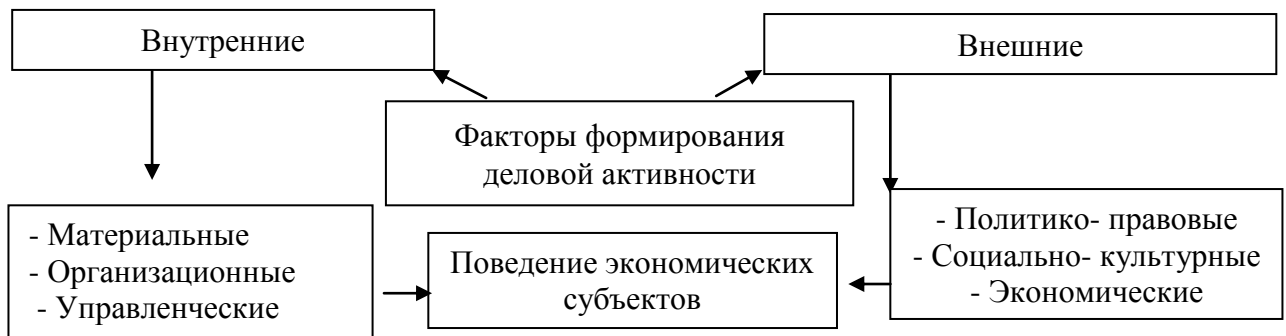 Внутренние
Внешние
Факторы формирования
деловой активности
- Материальные
- Организационные
- Управленческие
Поведение экономических
субъектов
- Политико- правовые
- Социально- культурные
- Экономические